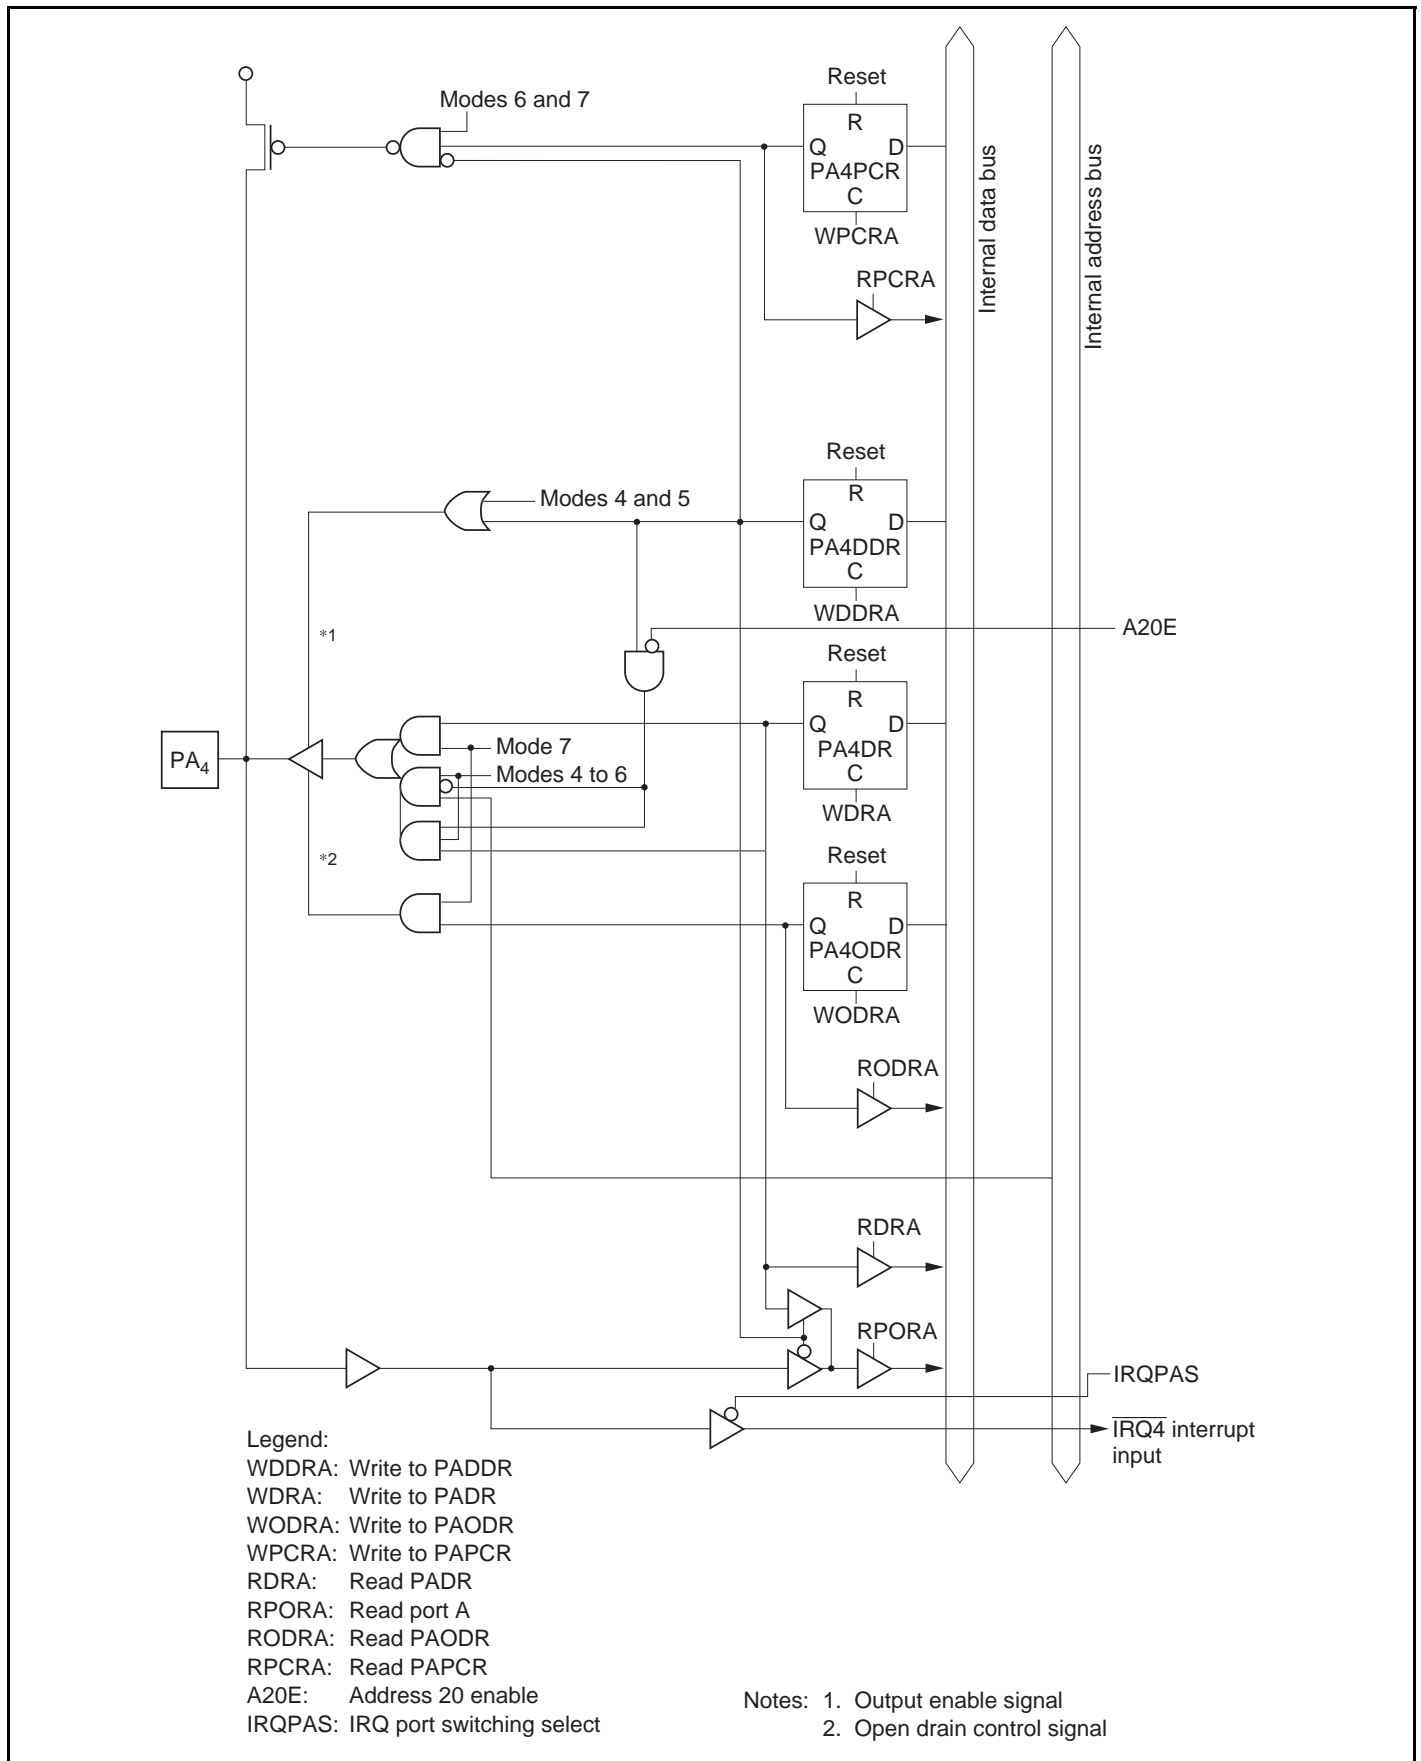 Modes 6 and 7
Reset
R
Q D
PA4PCR
C
WPCRA
RPCRA
Internal data bus
Internal address bus
Reset
R
Modes 4 and 5
Q D
PA4DDR
C
WDDRA
A20E
*1
Reset
R
Q D
PA4DR
C
WDRA
Mode 7
Modes 4 to 6
PA4
*2
Reset
R
Q D
PA4ODR
C
WODRA
RODRA
RDRA
RPORA
IRQPAS
IRQ4 interrupt
input
Legend:
WDDRA: Write to PADDR
WDRA: Write to PADR
WODRA: Write to PAODR
WPCRA: Write to PAPCR
RDRA: Read PADR
RPORA: Read port A
RODRA: Read PAODR
RPCRA: Read PAPCR
A20E: Address 20 enable
IRQPAS: IRQ port switching select
Notes: 1. Output enable signal
2. Open drain control signal